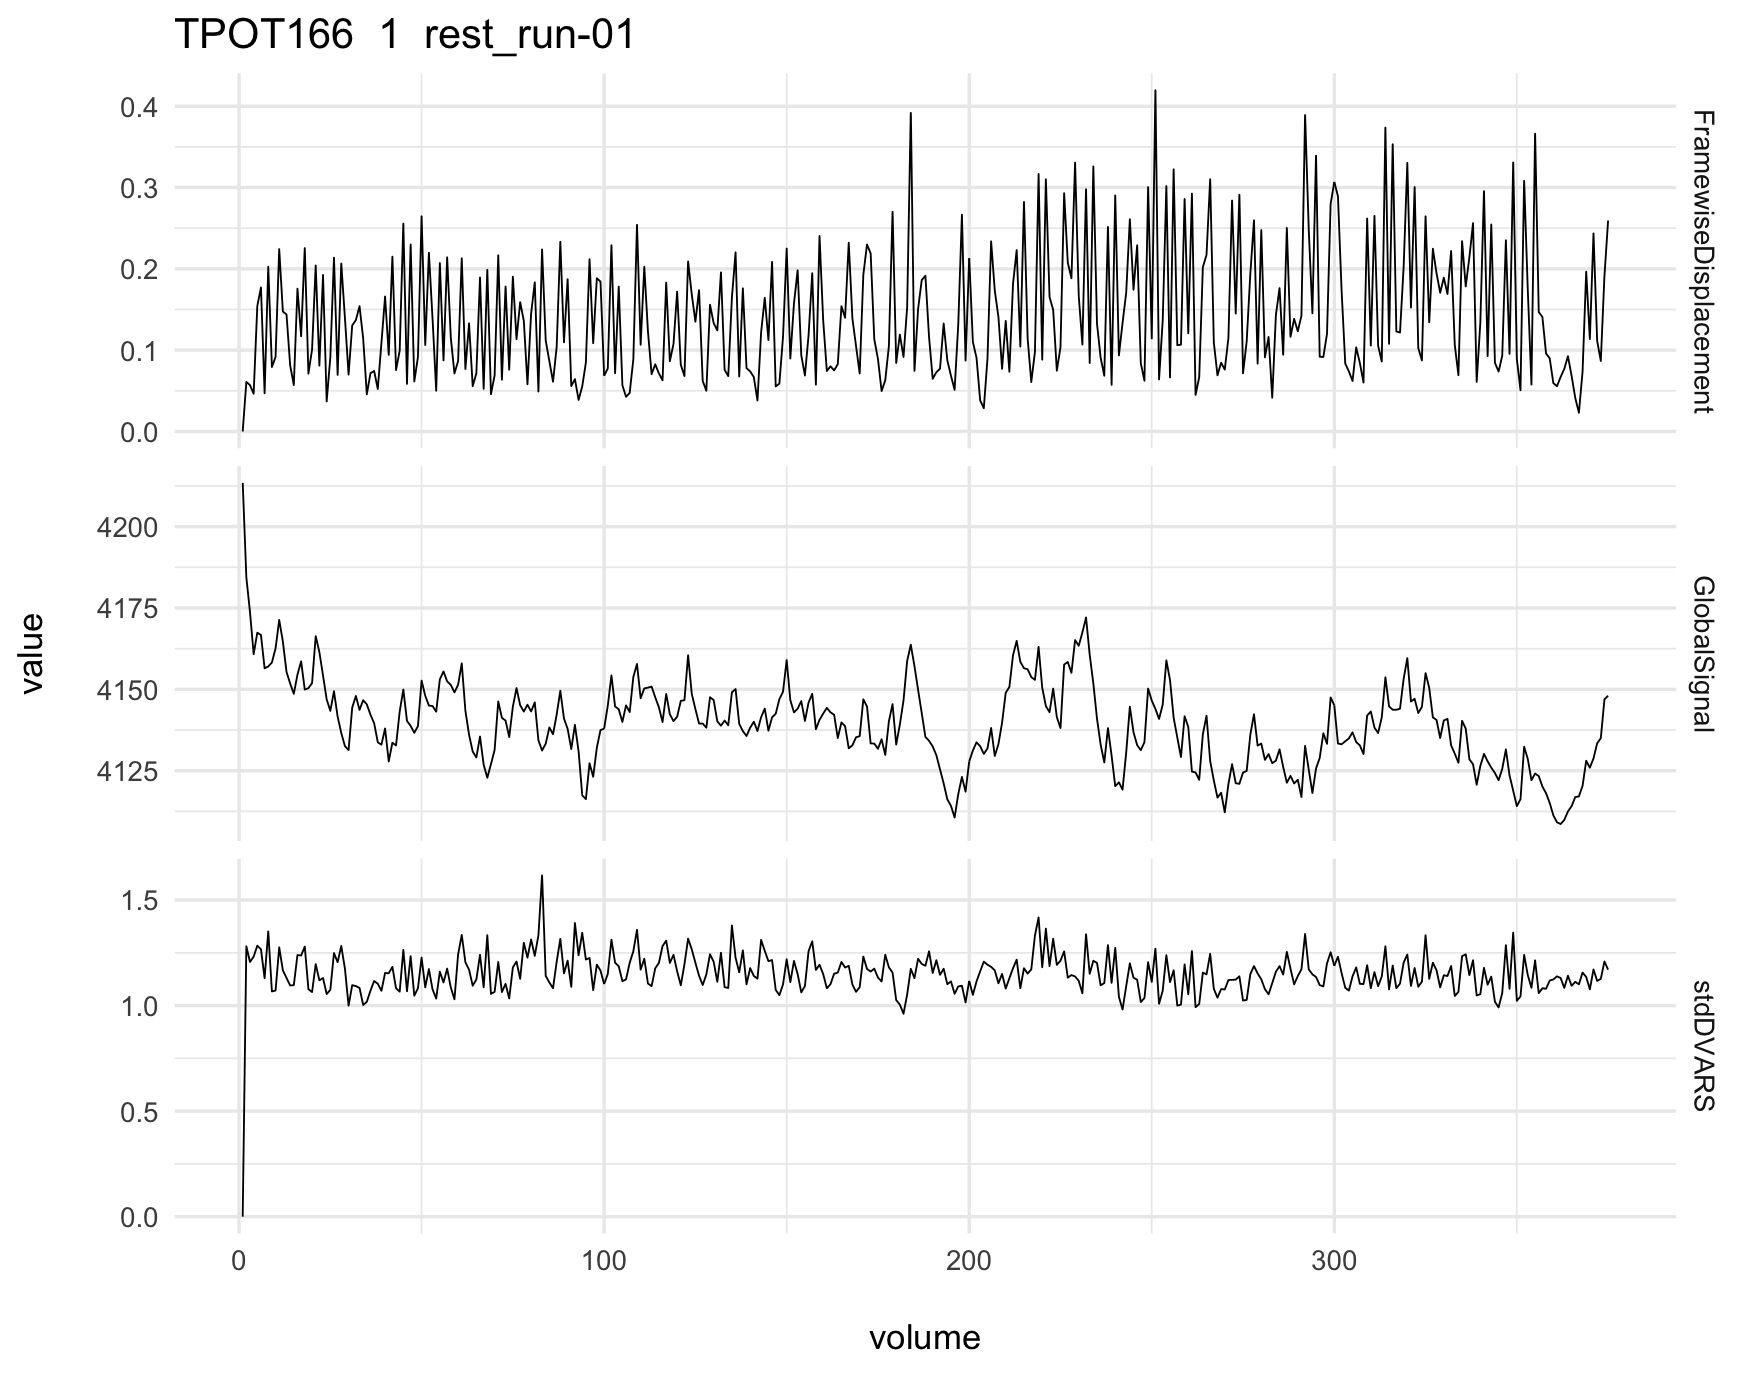 TPOT166 1 rest_run-01
0.4
0.3
0.2
0.1
0.0
FramewiseDisplacement
4200
4175
4150
4125
GlobalSignal
value
1.5
1.0
0.5
0.0
stdDVARS
0 100 200 300
volume